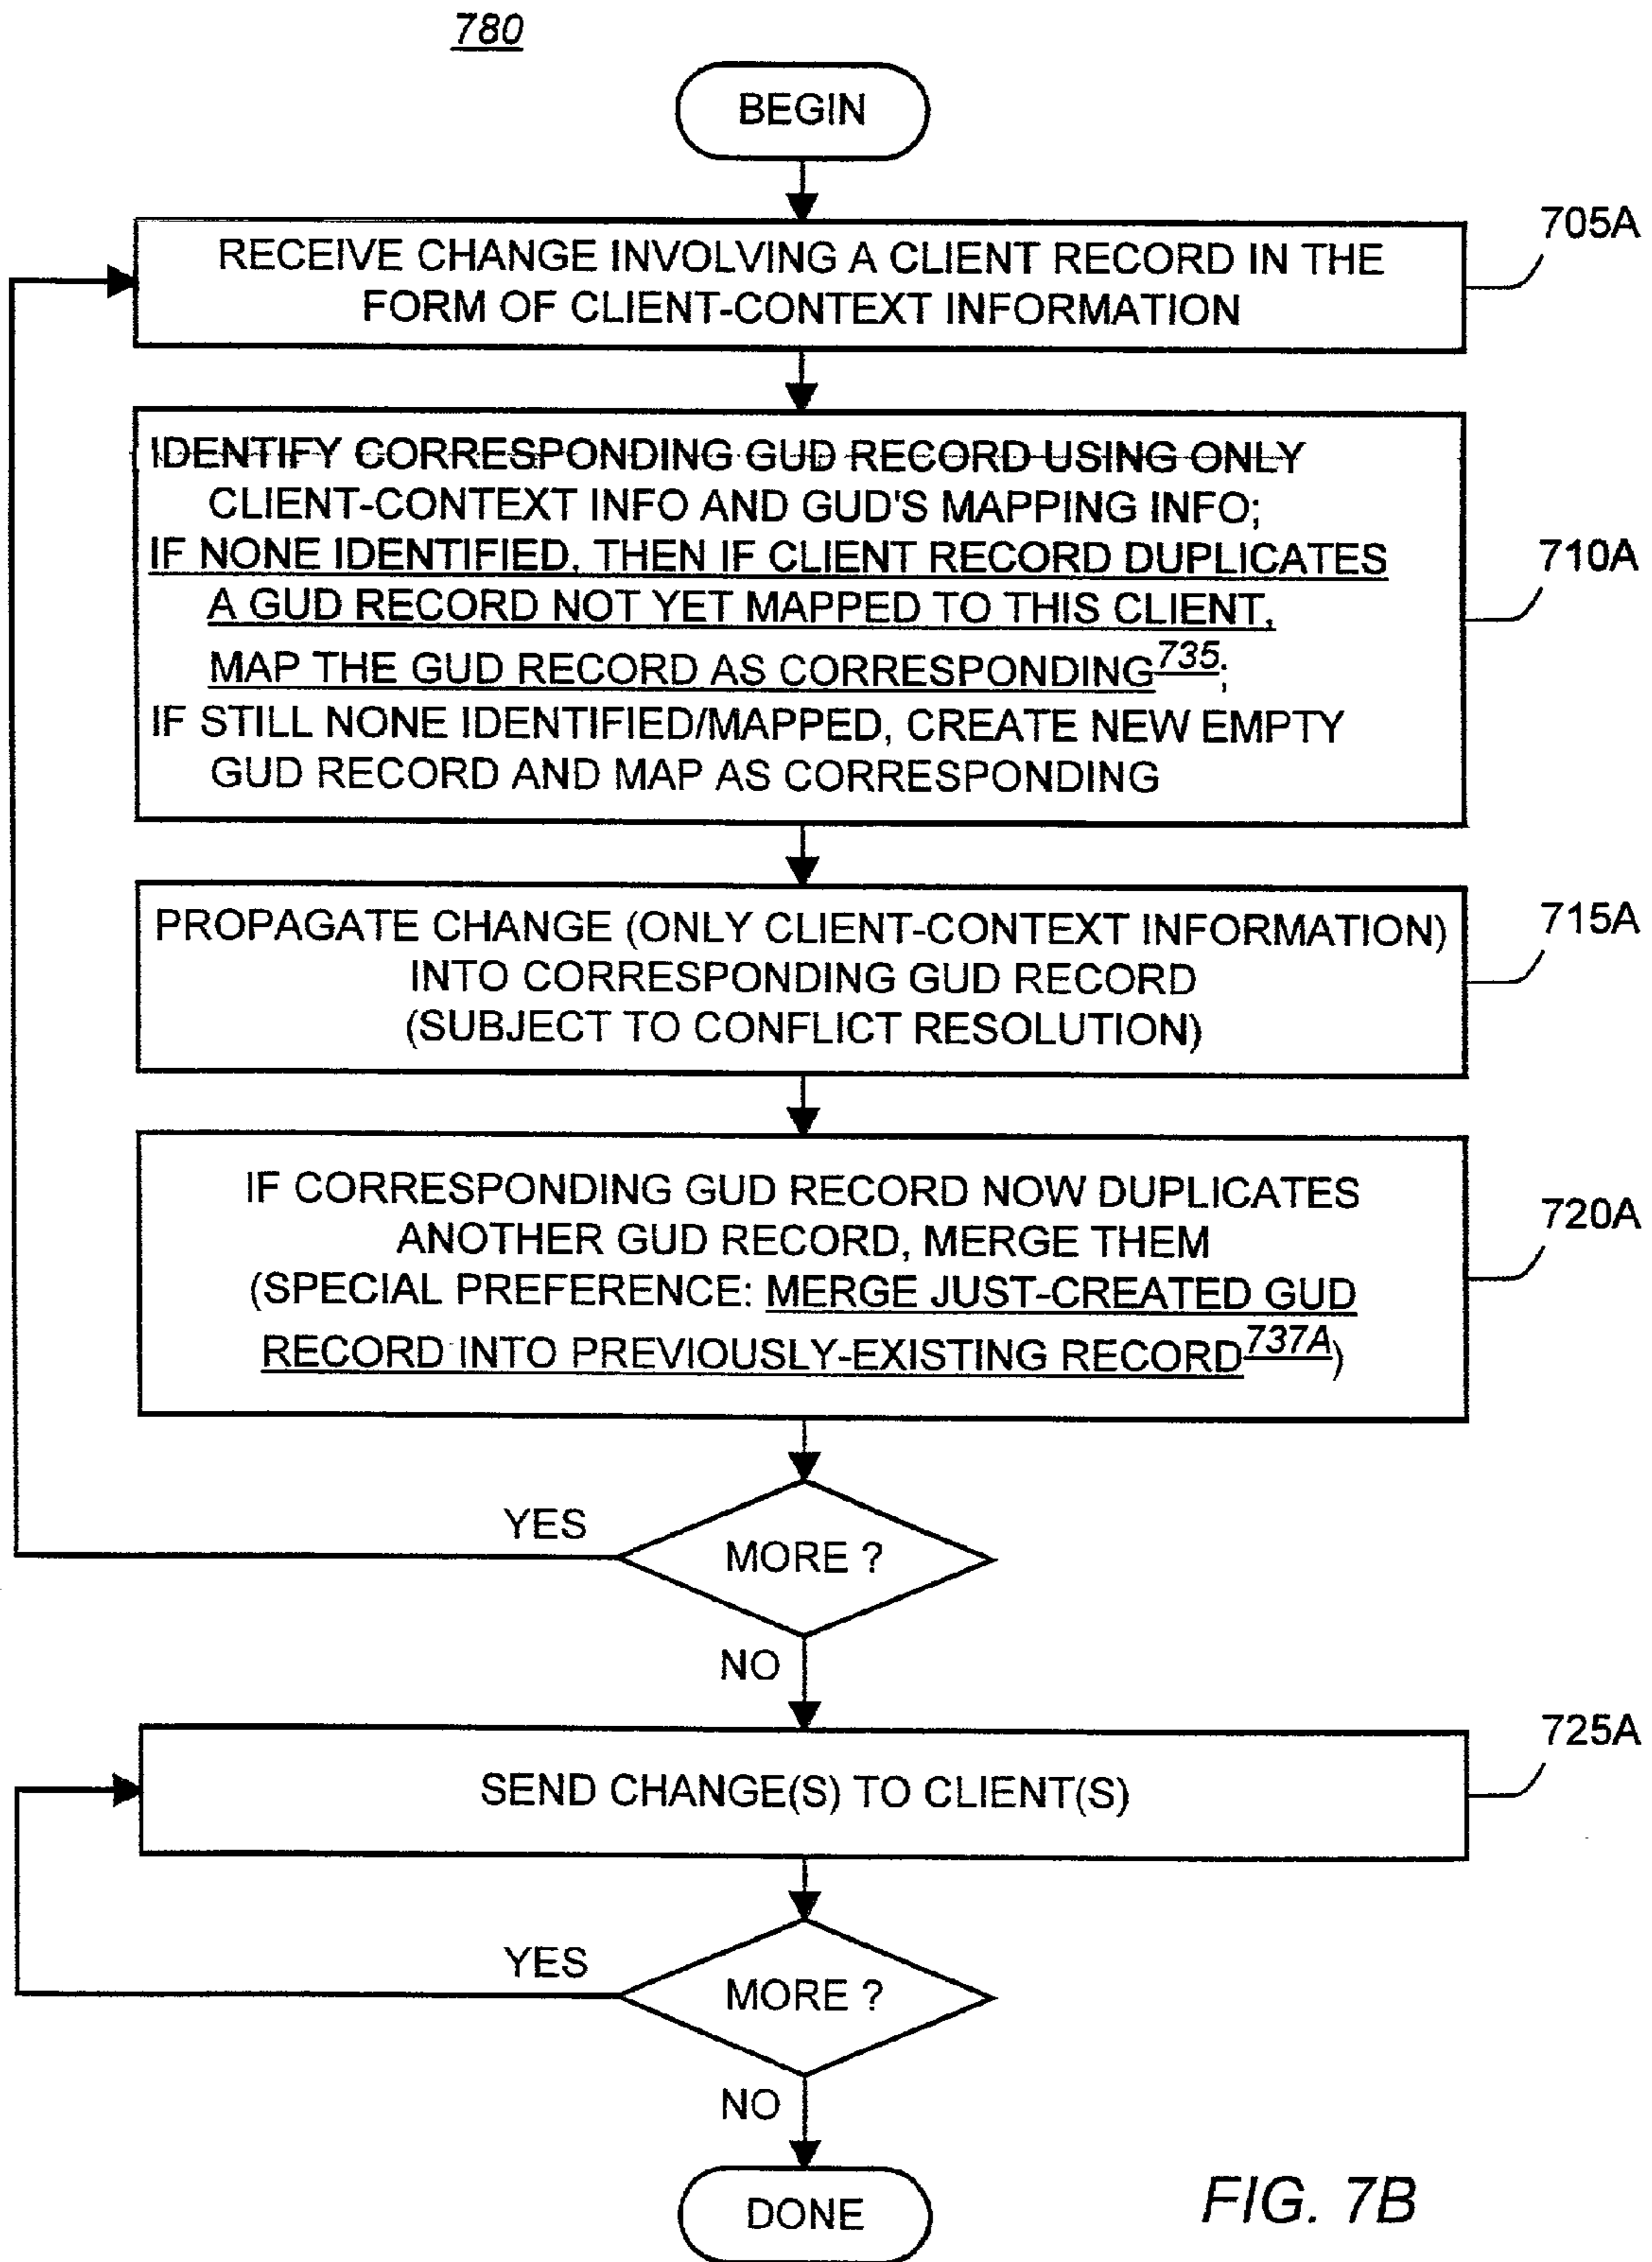 780
BEGIN
705A
RECEIVE CHANGE INVOLVING A CLIENT RECORD IN THE
FORM OF CLIENT-CONTEXT INFORMATION
IDENTIFY CORRESPONDING GUD RECORD USING ONLY
CLIENT-CONTEXT INFO AND GUD'S MAPPING INFO;
IF NONE IDENTIFIED, THEN IF CLIENT RECORD DUPLICATES
710A
A GUD RECORD NOT YET MAPPED TO THIS CLIENT,
MAP THE GUD RECORD AS CORRESPONDING 735;
IF STILL NONE IDENTIFIED/MAPPED, CREATE NEW EMPTY
GUD RECORD AND MAP AS CORRESPONDING
715A
PROPAGATE CHANGE (ONLY CLIENT-CONTEXT INFORMATION)
INTO CORRESPONDING GUD RECORD
(SUBJECT TO CONFLICT RESOLUTION)
IF CORRESPONDING GUD RECORD NOW DUPLICATES
720A
ANOTHER GUD RECORD, MERGE THEM
(SPECIAL PREFERENCE: MERGE JUST-CREATED GUD
RECORD INTO PREVIOUSLY-EXISTING RECORD 737A)
YES
MORE ?
NO
725A
SEND CHANGE(S) TO CLIENT(S)
YES
MORE ?
NO
DONE
FIG. 7B